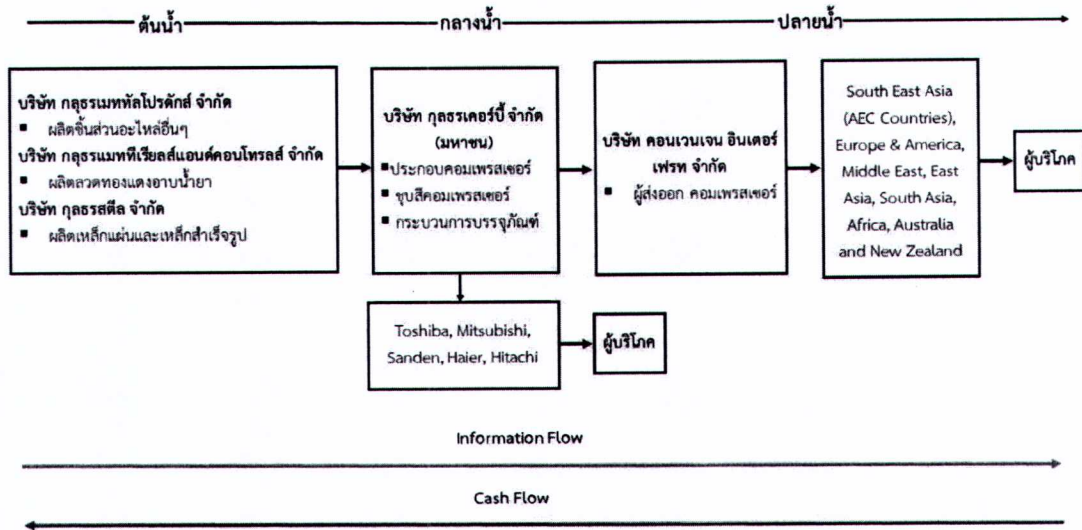 ต้นน้ำ กลางน้ำ ปลายน้ำ
บริษัท กลุธรเมททัลโปรดักส์ จำกัด
▪ ผลิตชิ้นส่วนอะไหล่อื่นๆ
บริษัท กลุธรแมททีเรียลส์แอนด์คอนโทรลส์ จำกัด
▪ ผลิตลวดทองแดงอาบน้ำยา
บริษัท กุลธรสตีล จำกัด
▪ ผลิตเหล็กแผ่นและเหล็กสำเร็จรูป
บริษัท กุลธรเคอร์บี้ จำกัด
(มหาชน)
▪ ประกอบคอมเพรสเซอร์
▪ ชุบสีคอมเพรสเซอร์
▪ กระบวนการบรรจุภัณฑ์
บริษัท คอนเวนเจน อินเตอร์
เฟรท จำกัด
▪ ผู้ส่งออก คอมเพรสเซอร์
South East Asia
(AEC Countries),
Europe & America,
Middle East, East
Asia, South Asia,
Africa, Australia
and New Zealand
ผู้บริโภค
Toshiba, Mitsubishi,
Sanden, Haier, Hitachi
ผู้บริโภค
Information Flow
Cash Flow